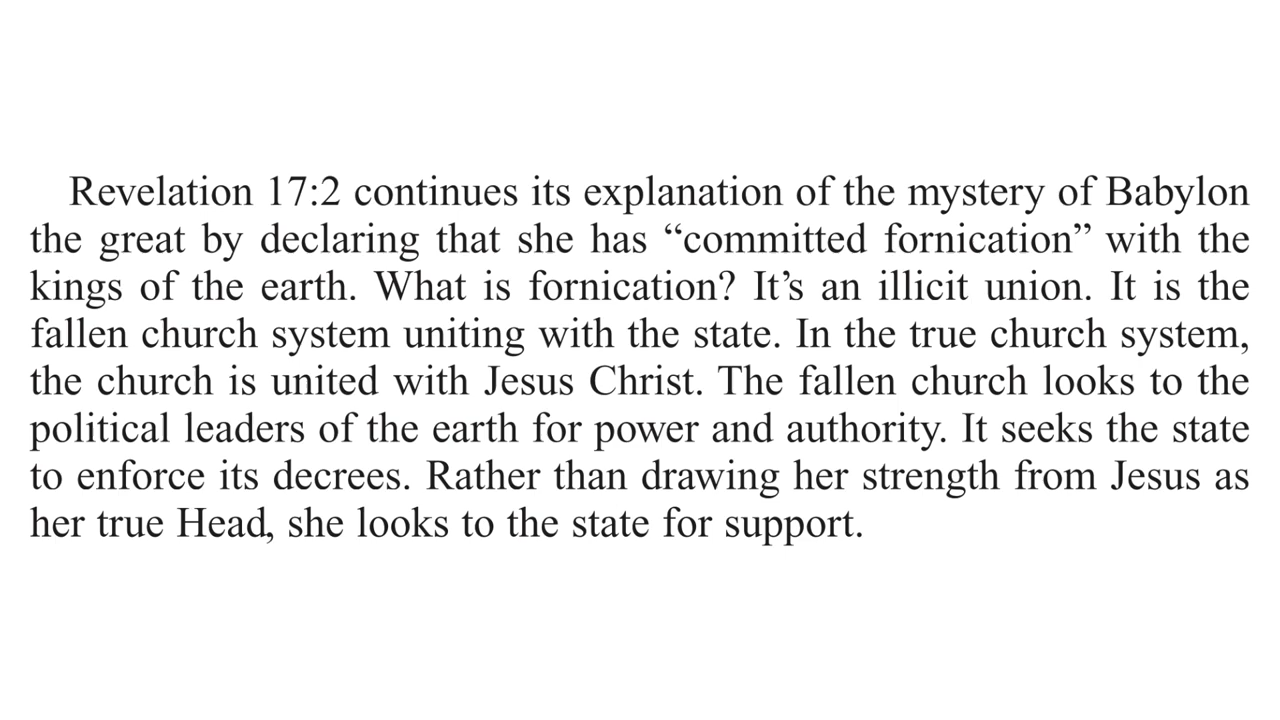 Revelation 17:2 continues its explanation of the mystery of Babylon
the great by declaring that she has “committed fornication” with the
kings of the earth. What is fornication? It’s an illicit union. It is the
fallen church system uniting with the state. In the true church system,
the church is united with Jesus Christ. The fallen church looks to the
political leaders of the earth for power and authority. It seeks the state
to enforce its decrees. Rather than drawing her strength from Jesus as
her true Head, she looks to the state for support.